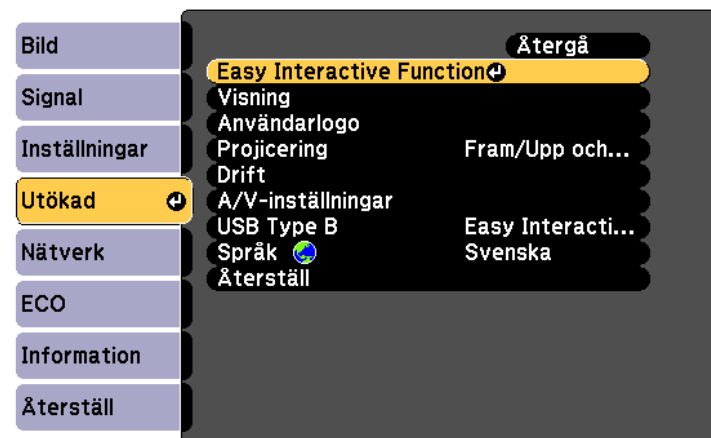 Bild
Signal
Inställningar
Utökad
Nätverk
ECO
Information
Återställ
Återgå
Easy Interactive Function
Visning
Användarlogo
Projicering Fram/Upp och...
Drift
A/V-inställningar
USB Type B Easy Interacti...
Språk Svenska
Återställ